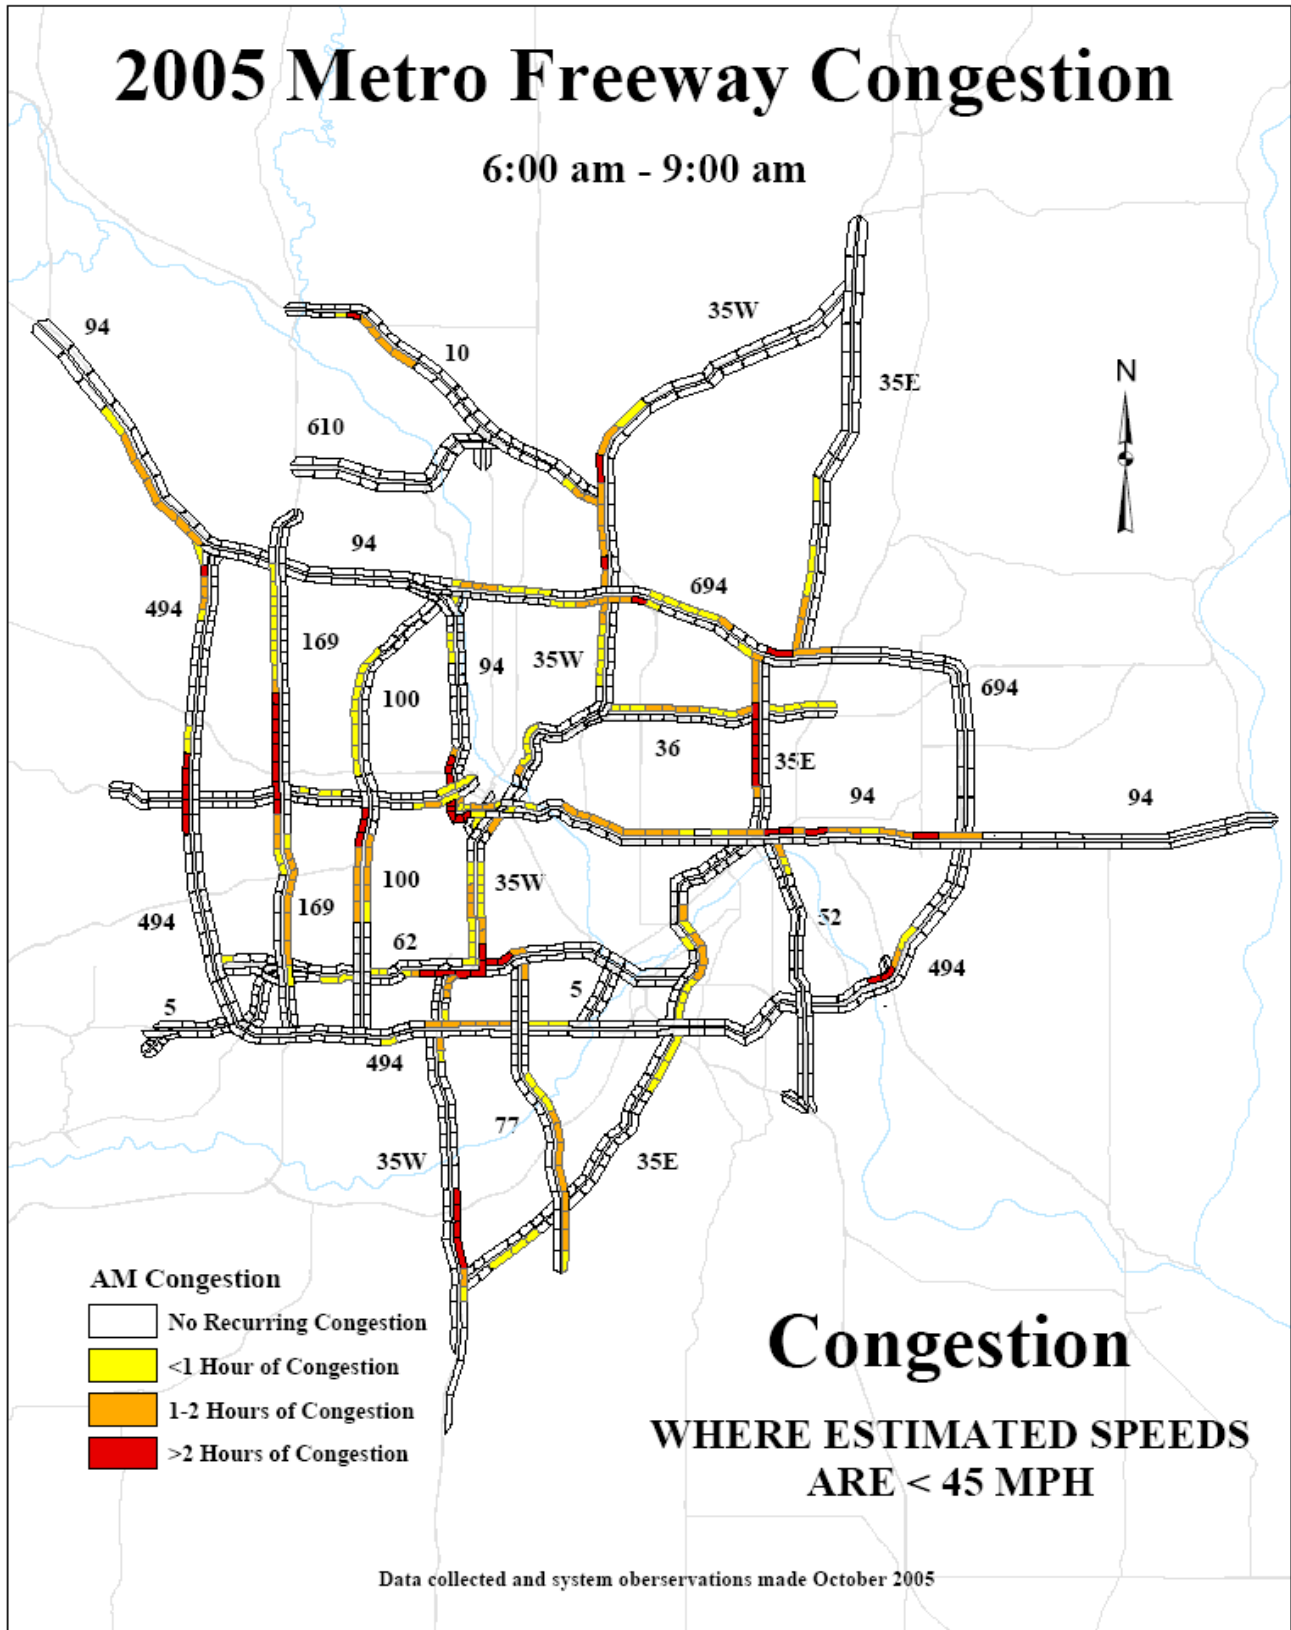 2005 Metro Freeway Congestion
6:00 am - 9:00 am
35W
94
10
N
35E
610
94
694
494
169
94
35W
694
100
36
35E
94
94
100
35W
169
494
52
62
494
5
5
494
77
35W
35E
AM Congestion
No Recurring Congestion
<1 Hour of Congestion
1-2 Hours of Congestion
>2 Hours of Congestion
Congestion
WHERE ESTIMATED SPEEDS
ARE < 45 MPH
Data collected and system oberservations made October 2005